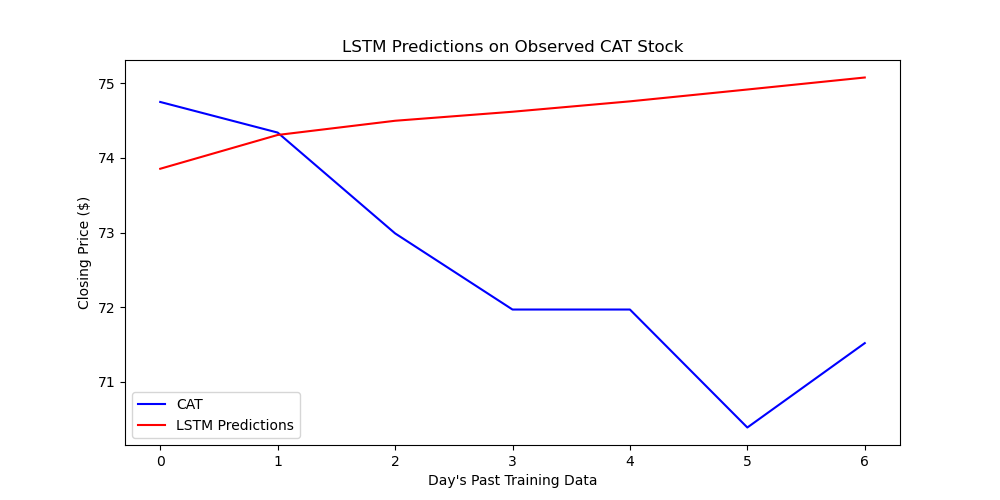 LSTM Predictions on Observed CAT Stock
Closing Price ($)
75
74
73
72
71
CAT
LSTM Predictions
0 1 2 3 4 5 6
Day's Past Training Data